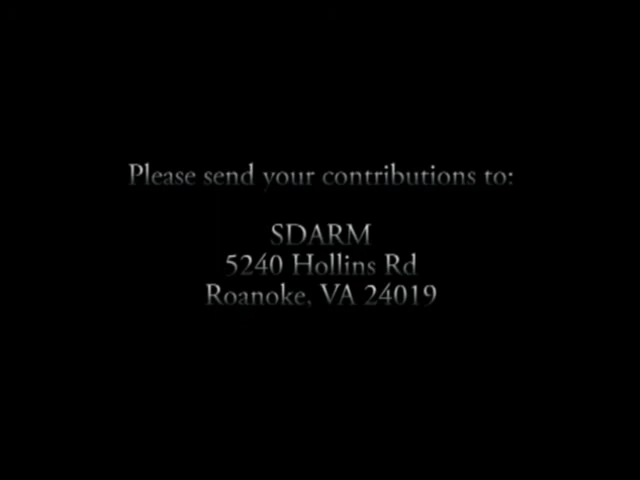 Please send your contributions to:
SDARM
5240 Hollins Rd
Roanoke, VA 24019